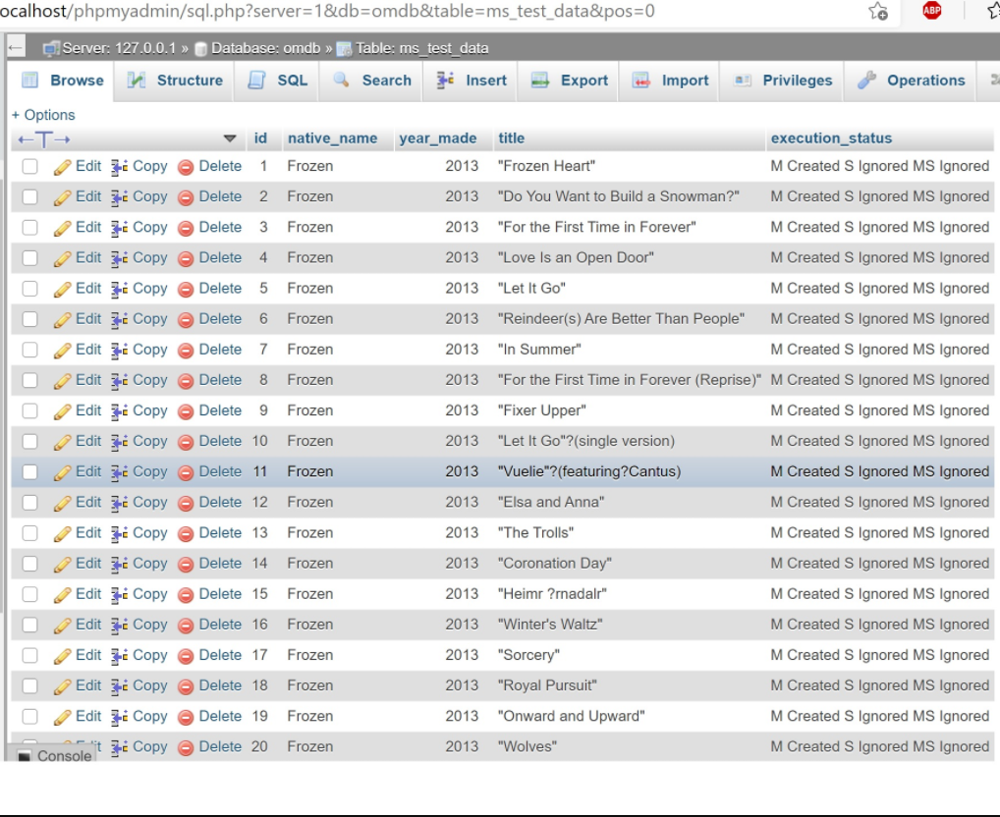 ocalhost/phpmyadmin/sql.php?server=1&db=omdb&table=ms_test_data&pos=0
ABP
Server: 127.0.0.1 » Database: omdb » Table: ms_test_data
Browse Structure SQL Search Insert Export Import Privileges Operations
+ Options
←T→ id native_name year_made title execution_status
Edit Copy Delete 1 Frozen 2013 "Frozen Heart" M Created S Ignored MS Ignored
Edit Copy Delete 2 Frozen 2013 "Do You Want to Build a Snowman?" M Created S Ignored MS Ignored
Edit Copy Delete 3 Frozen 2013 "For the First Time in Forever" M Created S Ignored MS Ignored
Edit Copy Delete 4 Frozen 2013 "Love Is an Open Door" M Created S Ignored MS Ignored
Edit Copy Delete 5 Frozen 2013 "Let It Go" M Created S Ignored MS Ignored
Edit Copy Delete 6 Frozen 2013 "Reindeer(s) Are Better Than People" M Created S Ignored MS Ignored
Edit Copy Delete 7 Frozen 2013 "In Summer" M Created S Ignored MS Ignored
Edit Copy Delete 8 Frozen 2013 "For the First Time in Forever (Reprise)" M Created S Ignored MS Ignored
Edit Copy Delete 9 Frozen 2013 "Fixer Upper" M Created S Ignored MS Ignored
Edit Copy Delete 10 Frozen 2013 "Let It Go"?(single version) M Created S Ignored MS Ignored
Edit Copy Delete 11 Frozen 2013 "Vuelie"?(featuring?Cantus) M Created S Ignored MS Ignored
Edit Copy Delete 12 Frozen 2013 "Elsa and Anna" M Created S Ignored MS Ignored
Edit Copy Delete 13 Frozen 2013 "The Trolls" M Created S Ignored MS Ignored
Edit Copy Delete 14 Frozen 2013 "Coronation Day" M Created S Ignored MS Ignored
Edit Copy Delete 15 Frozen 2013 "Heimr ?rnadalr" M Created S Ignored MS Ignored
Edit Copy Delete 16 Frozen 2013 "Winter's Waltz" M Created S Ignored MS Ignored
Edit Copy Delete 17 Frozen 2013 "Sorcery" M Created S Ignored MS Ignored
Edit Copy Delete 18 Frozen 2013 "Royal Pursuit" M Created S Ignored MS Ignored
Edit Copy Delete 19 Frozen 2013 "Onward and Upward" M Created S Ignored MS Ignored
Copy Delete 20 Frozen 2013 "Wolves" M Created S Ignored MS Ignored
Console